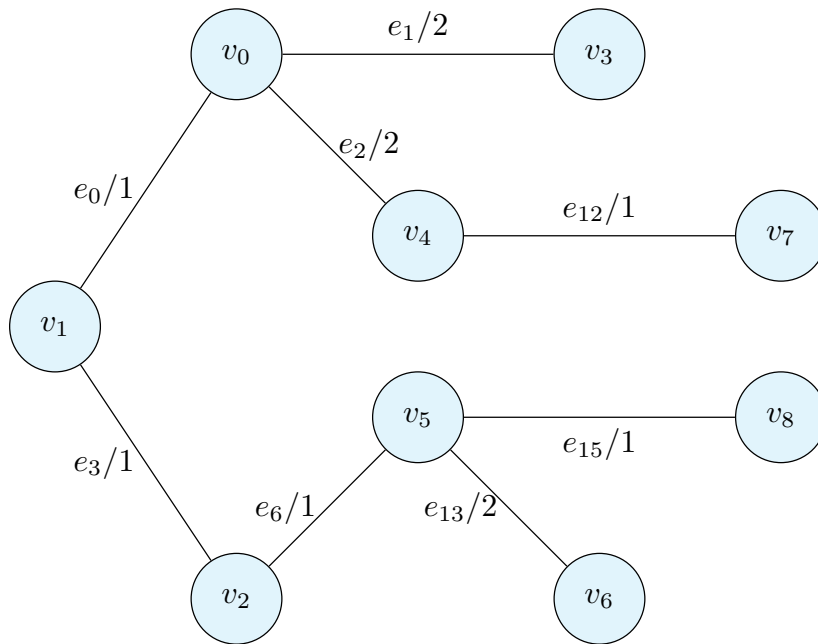 e₁/2
v₀
v₃
e₂/2
e₀/1
e₁₂/1
v₄
v₇
v₁
v₅
v₈
e₁₅/1
e₃/1
e₆/1
e₁₃/2
v₂
v₆